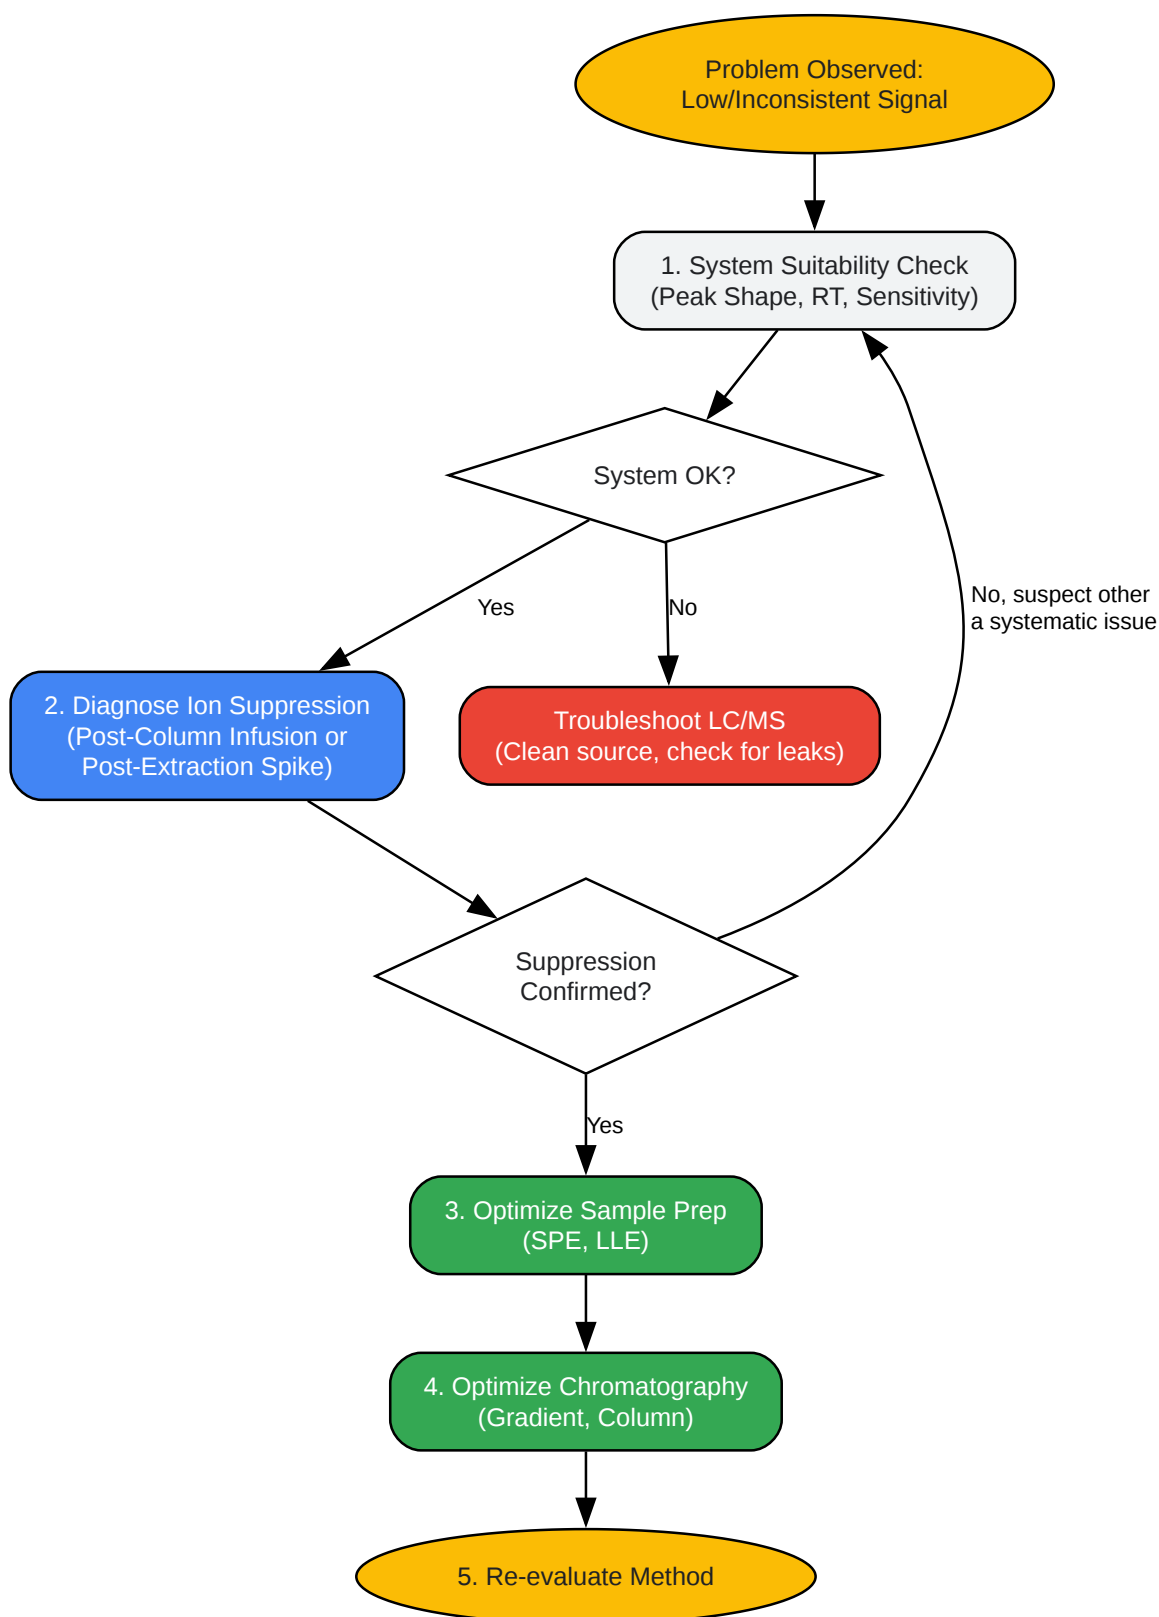 Problem Observed:
Low/Inconsistent Signal
1. System Suitability Check
(Peak Shape, RT, Sensitivity)
System OK?
Yes
No
No, suspect other
a systematic issue
2. Diagnose Ion Suppression
(Post-Column Infusion or
Post-Extraction Spike)
Troubleshoot LC/MS
(Clean source, check for leaks)
Suppression
Confirmed?
Yes
3. Optimize Sample Prep
(SPE, LLE)
4. Optimize Chromatography
(Gradient, Column)
5. Re-evaluate Method